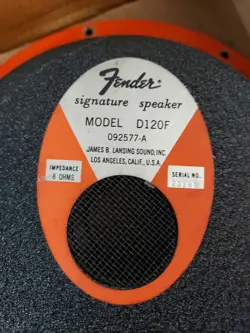 Fender
signature speaker
MODEL D120F
092577-A
JAMES B. LANSING SOUND, INC.
LOS ANGELES, CALIF., U.S.A
IMPEDANCE
8 OHMS
SERIAL NO.